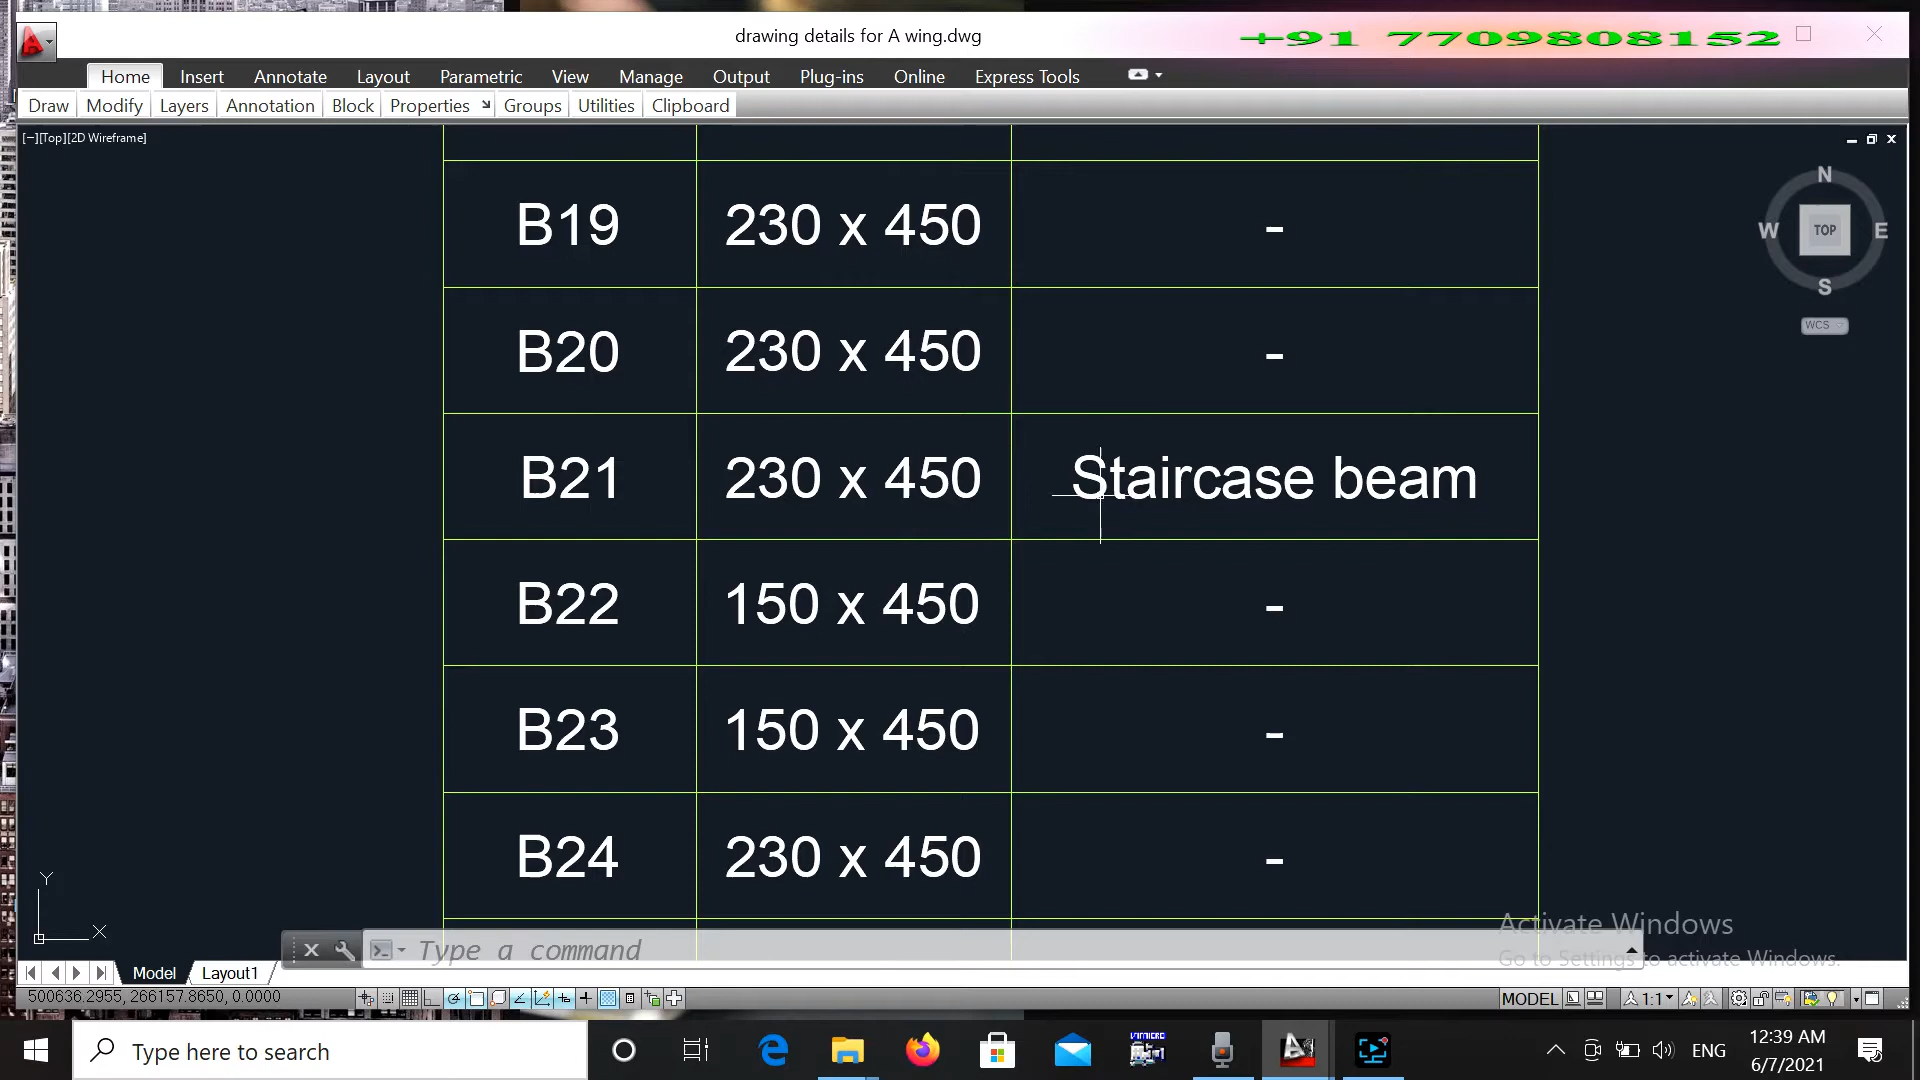 drawing details for A wing.dwg
+91 7709808152
Home Insert Annotate Layout Parametric View Manage Output Plug-ins Online Express Tools
Draw Modify Layers Annotation Block Properties Groups Utilities Clipboard
[−][Top][2D Wireframe]
N
W TOP E
S
WCS
B19 230 x 450 -
B20 230 x 450 -
B21 230 x 450 Staircase beam
B22 150 x 450 -
B23 150 x 450 -
B24 230 x 450 -
Y
X
Activate Windows
Go to Settings to activate Windows.
Type a command
Model Layout1
500636.2955, 266157.8650, 0.0000 MODEL 1:1
Type here to search
VMICRO
ENG
12:39 AM
6/7/2021